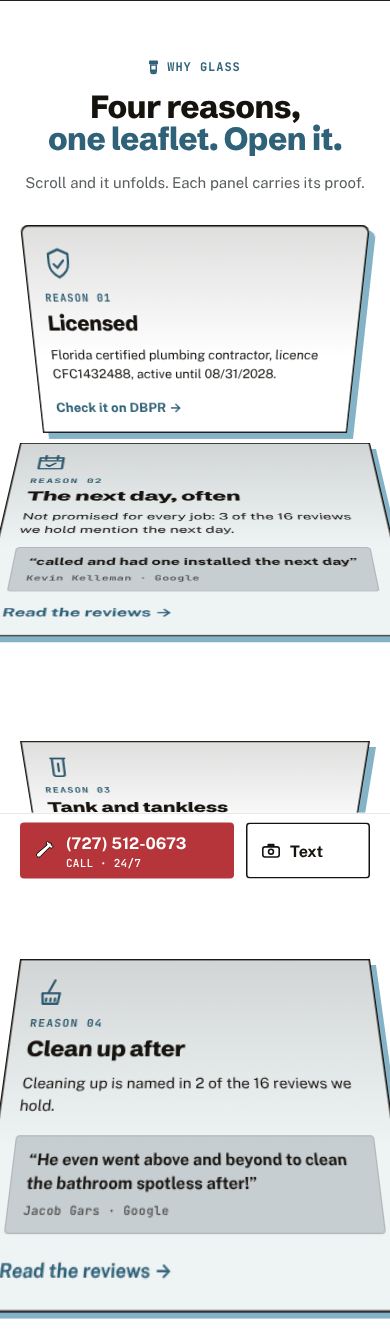 WHY GLASS
Four reasons,
one leaflet. Open it.
Scroll and it unfolds. Each panel carries its proof.
REASON 01
Licensed
Florida certified plumbing contractor, licence
CFC1432488, active until 08/31/2028.
Check it on DBPR →
REASON 02
The next day, often
Not promised for every job: 3 of the 16 reviews
we hold mention the next day.
“called and had one installed the next day”
Kevin Kelleman · Google
Read the reviews →
REASON 03
Tank and tankless
(727) 512-0673
CALL · 24/7
Text
REASON 04
Clean up after
Cleaning up is named in 2 of the 16 reviews we
hold.
“He even went above and beyond to clean
the bathroom spotless after!”
Jacob Gars · Google
Read the reviews →